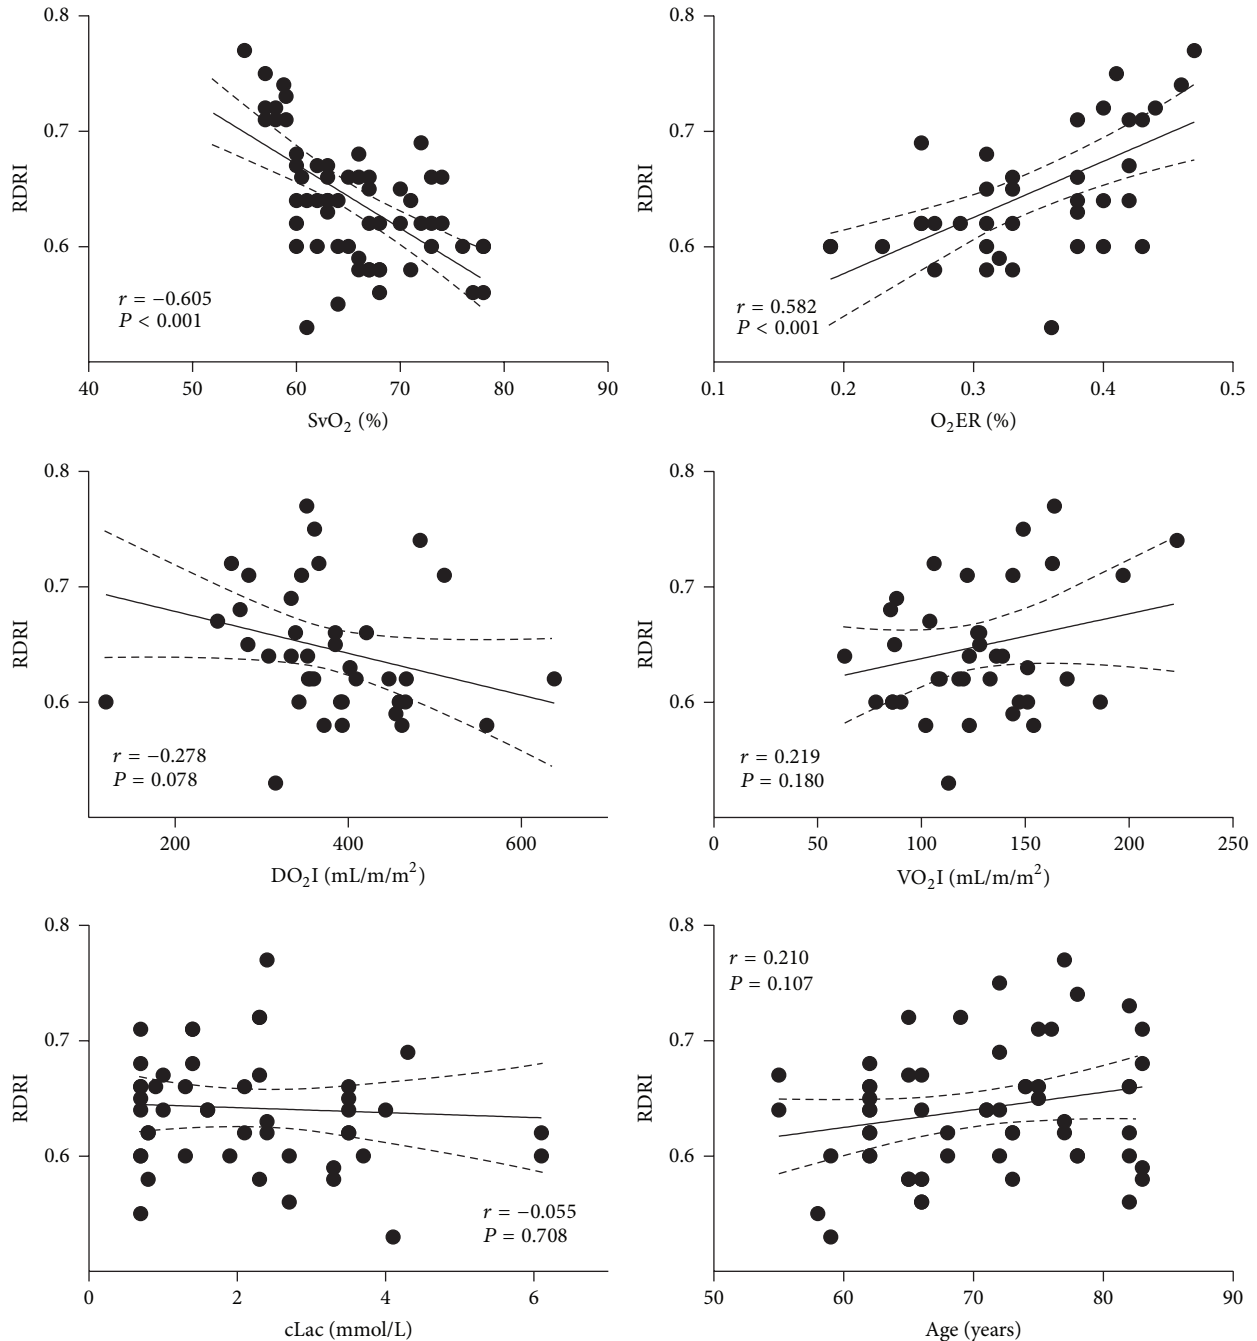 0.8
0.7
0.6
RDRI
r = −0.605
P < 0.001
40 50 60 70 80 90
SvO2 (%)
0.8
0.7
0.6
RDRI
r = 0.582
P < 0.001
0.1 0.2 0.3 0.4 0.5
O2ER (%)
0.8
0.7
0.6
RDRI
r = −0.278
P = 0.078
200 400 600
DO2I (mL/m/m²)
0.8
0.7
0.6
RDRI
r = 0.219
P = 0.180
0 50 100 150 200 250
VO2I (mL/m/m²)
0.8
0.7
0.6
RDRI
r = −0.055
P = 0.708
0 2 4 6
cLac (mmol/L)
0.8
0.7
0.6
RDRI
r = 0.210
P = 0.107
50 60 70 80 90
Age (years)